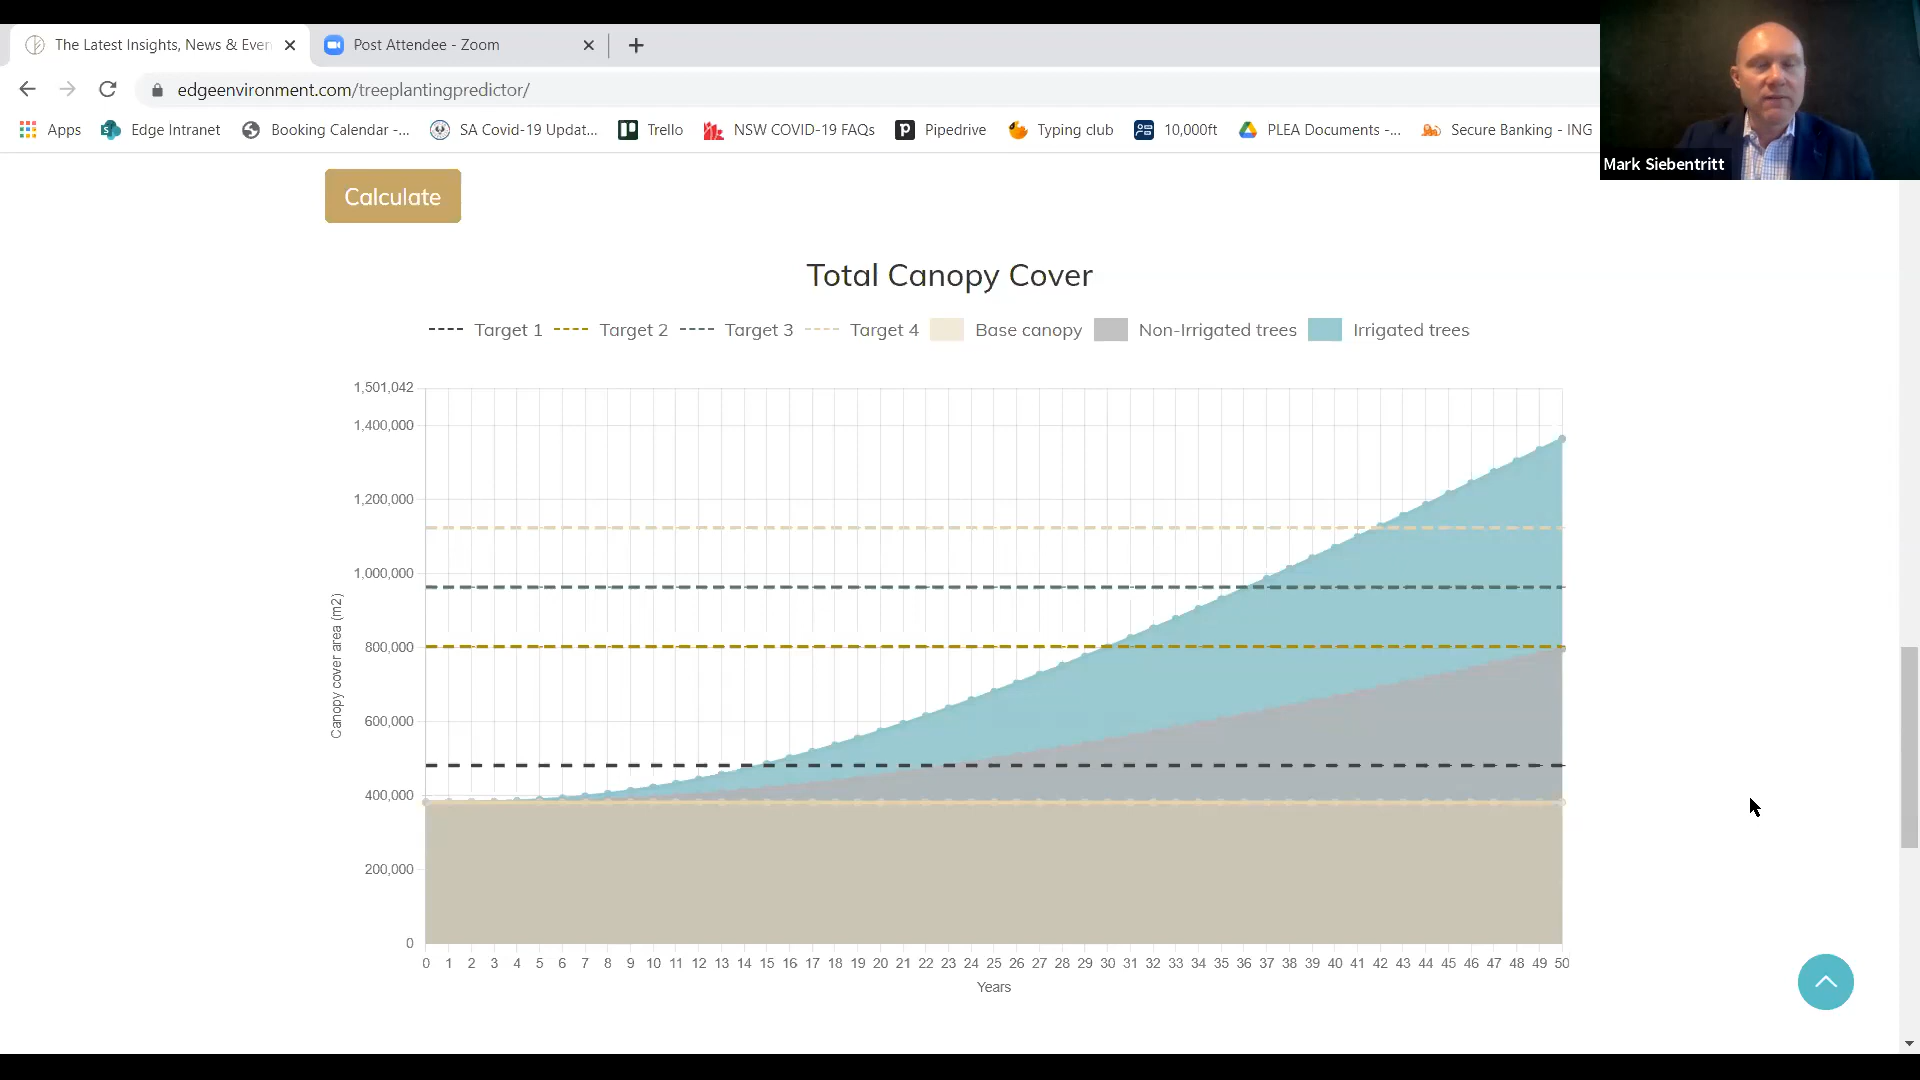 The Latest Insights, News & Even
Post Attendee - Zoom
edgeenvironment.com/treeplantingpredictor/
Apps
Edge Intranet
Booking Calendar -...
SA Covid-19 Updat...
Trello
NSW COVID-19 FAQs
Pipedrive
Typing club
10,000ft
PLEA Documents -...
Secure Banking - ING
Mark Siebentritt
Calculate
Total Canopy Cover
Target 1 Target 2 Target 3 Target 4 Base canopy Non-Irrigated trees Irrigated trees
1,501,042
1,400,000
1,200,000
1,000,000
800,000
600,000
400,000
200,000
0
Canopy cover area (m2)
0 1 2 3 4 5 6 7 8 9 10 11 12 13 14 15 16 17 18 19 20 21 22 23 24 25 26 27 28 29 30 31 32 33 34 35 36 37 38 39 40 41 42 43 44 45 46 47 48 49 50
Years